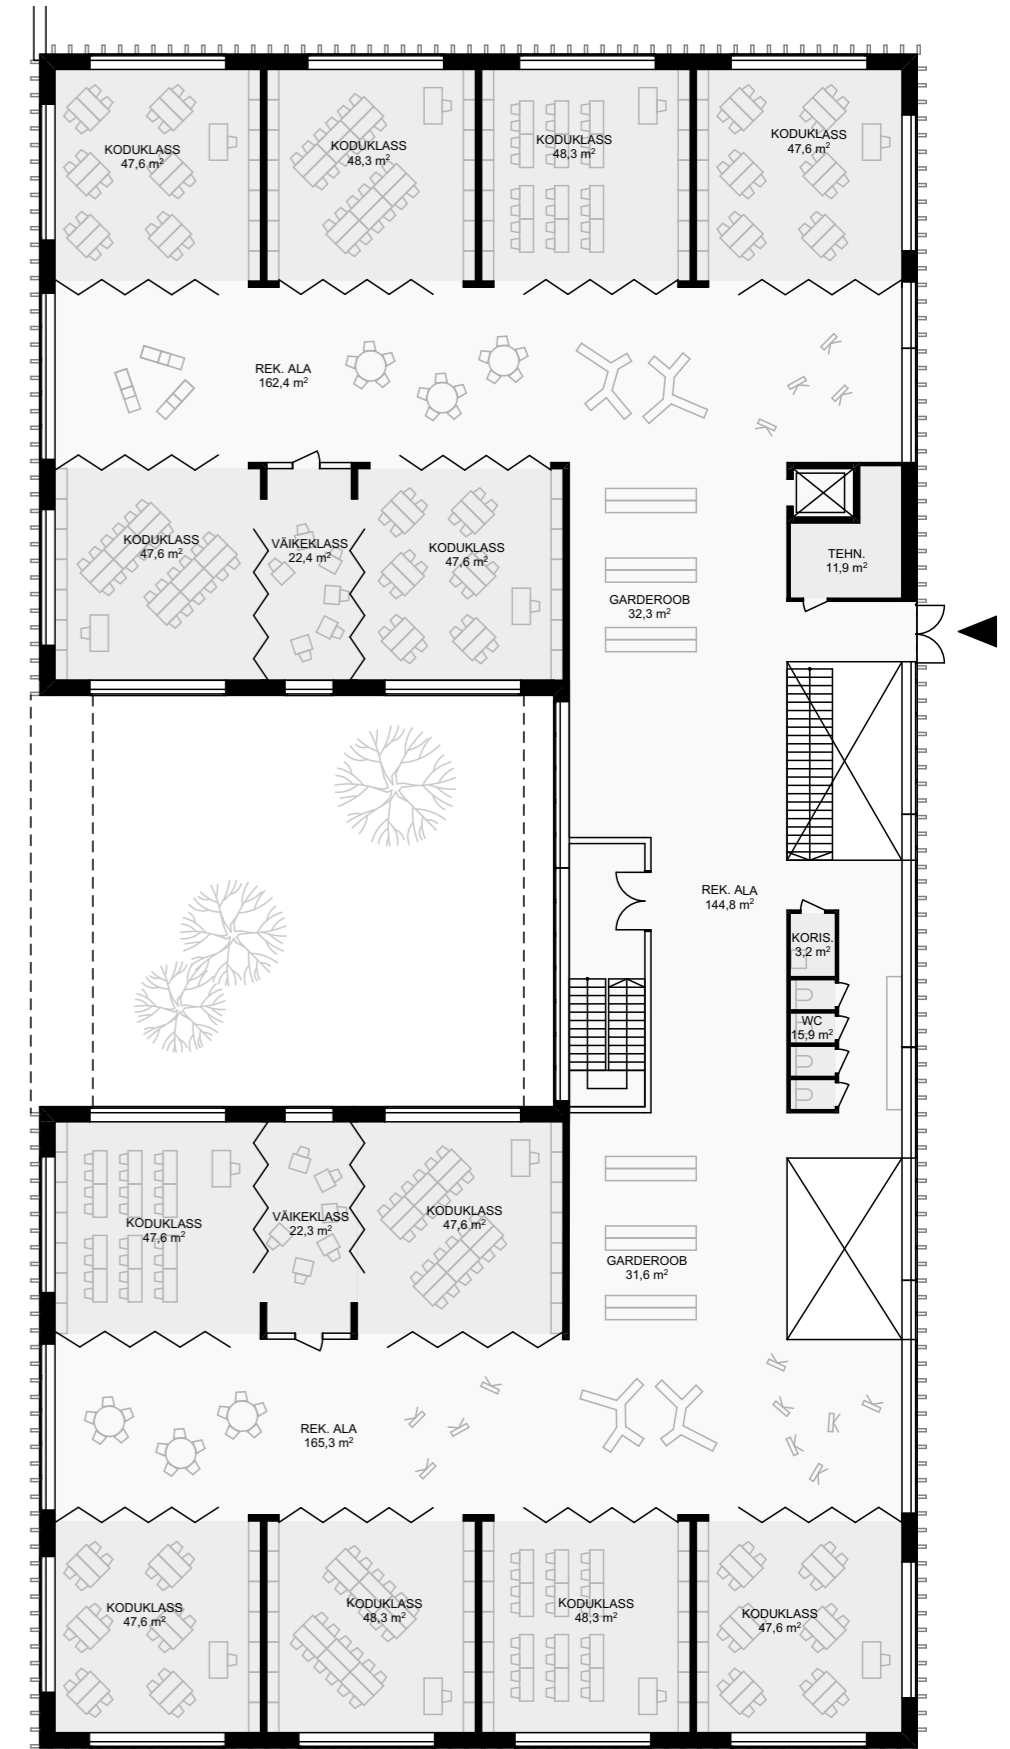 KODUKLASS
47,6 m²
KODUKLASS
48,3 m²
KODUKLASS
48,3 m²
KODUKLASS
47,6 m²
REK. ALA
162,4 m²
KODUKLASS
47,6 m²
VÄIKEKLASS
22,4 m²
KODUKLASS
47,6 m²
TEHN.
11,9 m²
GARDEROOB
32,3 m²
REK. ALA
144,8 m²
KORIS.
3,2 m²
WC
15,9 m²
KODUKLASS
47,6 m²
VÄIKEKLASS
22,3 m²
KODUKLASS
47,6 m²
GARDEROOB
31,6 m²
REK. ALA
165,3 m²
KODUKLASS
47,6 m²
KODUKLASS
48,3 m²
KODUKLASS
48,3 m²
KODUKLASS
47,6 m²